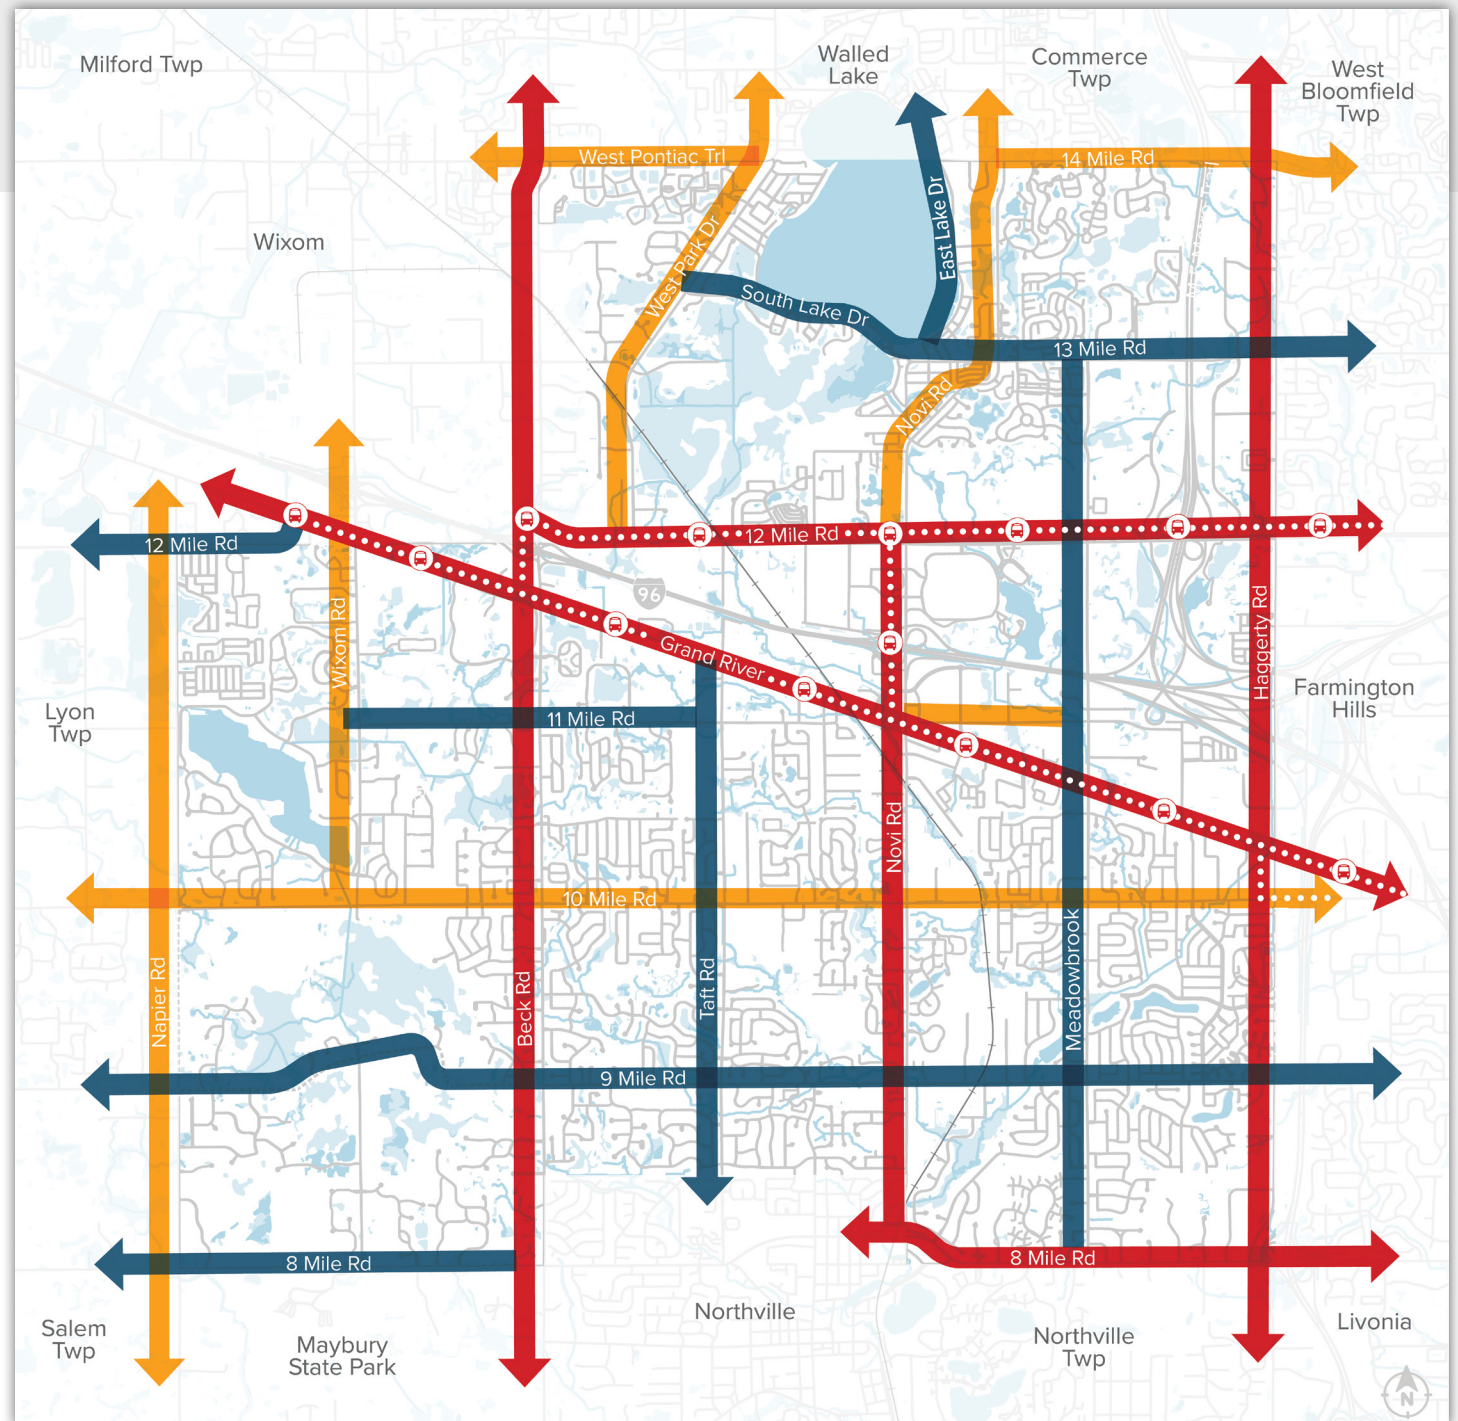 Milford Twp
Walled
Lake
Commerce
Twp
West
Bloomfield
Twp
West Pontiac Trl
14 Mile Rd
Wixom
West Park Dr
East Lake Dr
South Lake Dr
13 Mile Rd
Novi Rd
12 Mile Rd
12 Mile Rd
96
Wixom Rd
Grand River
Haggerty Rd
Farmington
Hills
Lyon
Twp
11 Mile Rd
Novi Rd
10 Mile Rd
Napier Rd
Beck Rd
Taft Rd
Meadowbrook
9 Mile Rd
8 Mile Rd
8 Mile Rd
Northville
Livonia
Salem
Twp
Maybury
State Park
Northville
Twp
N